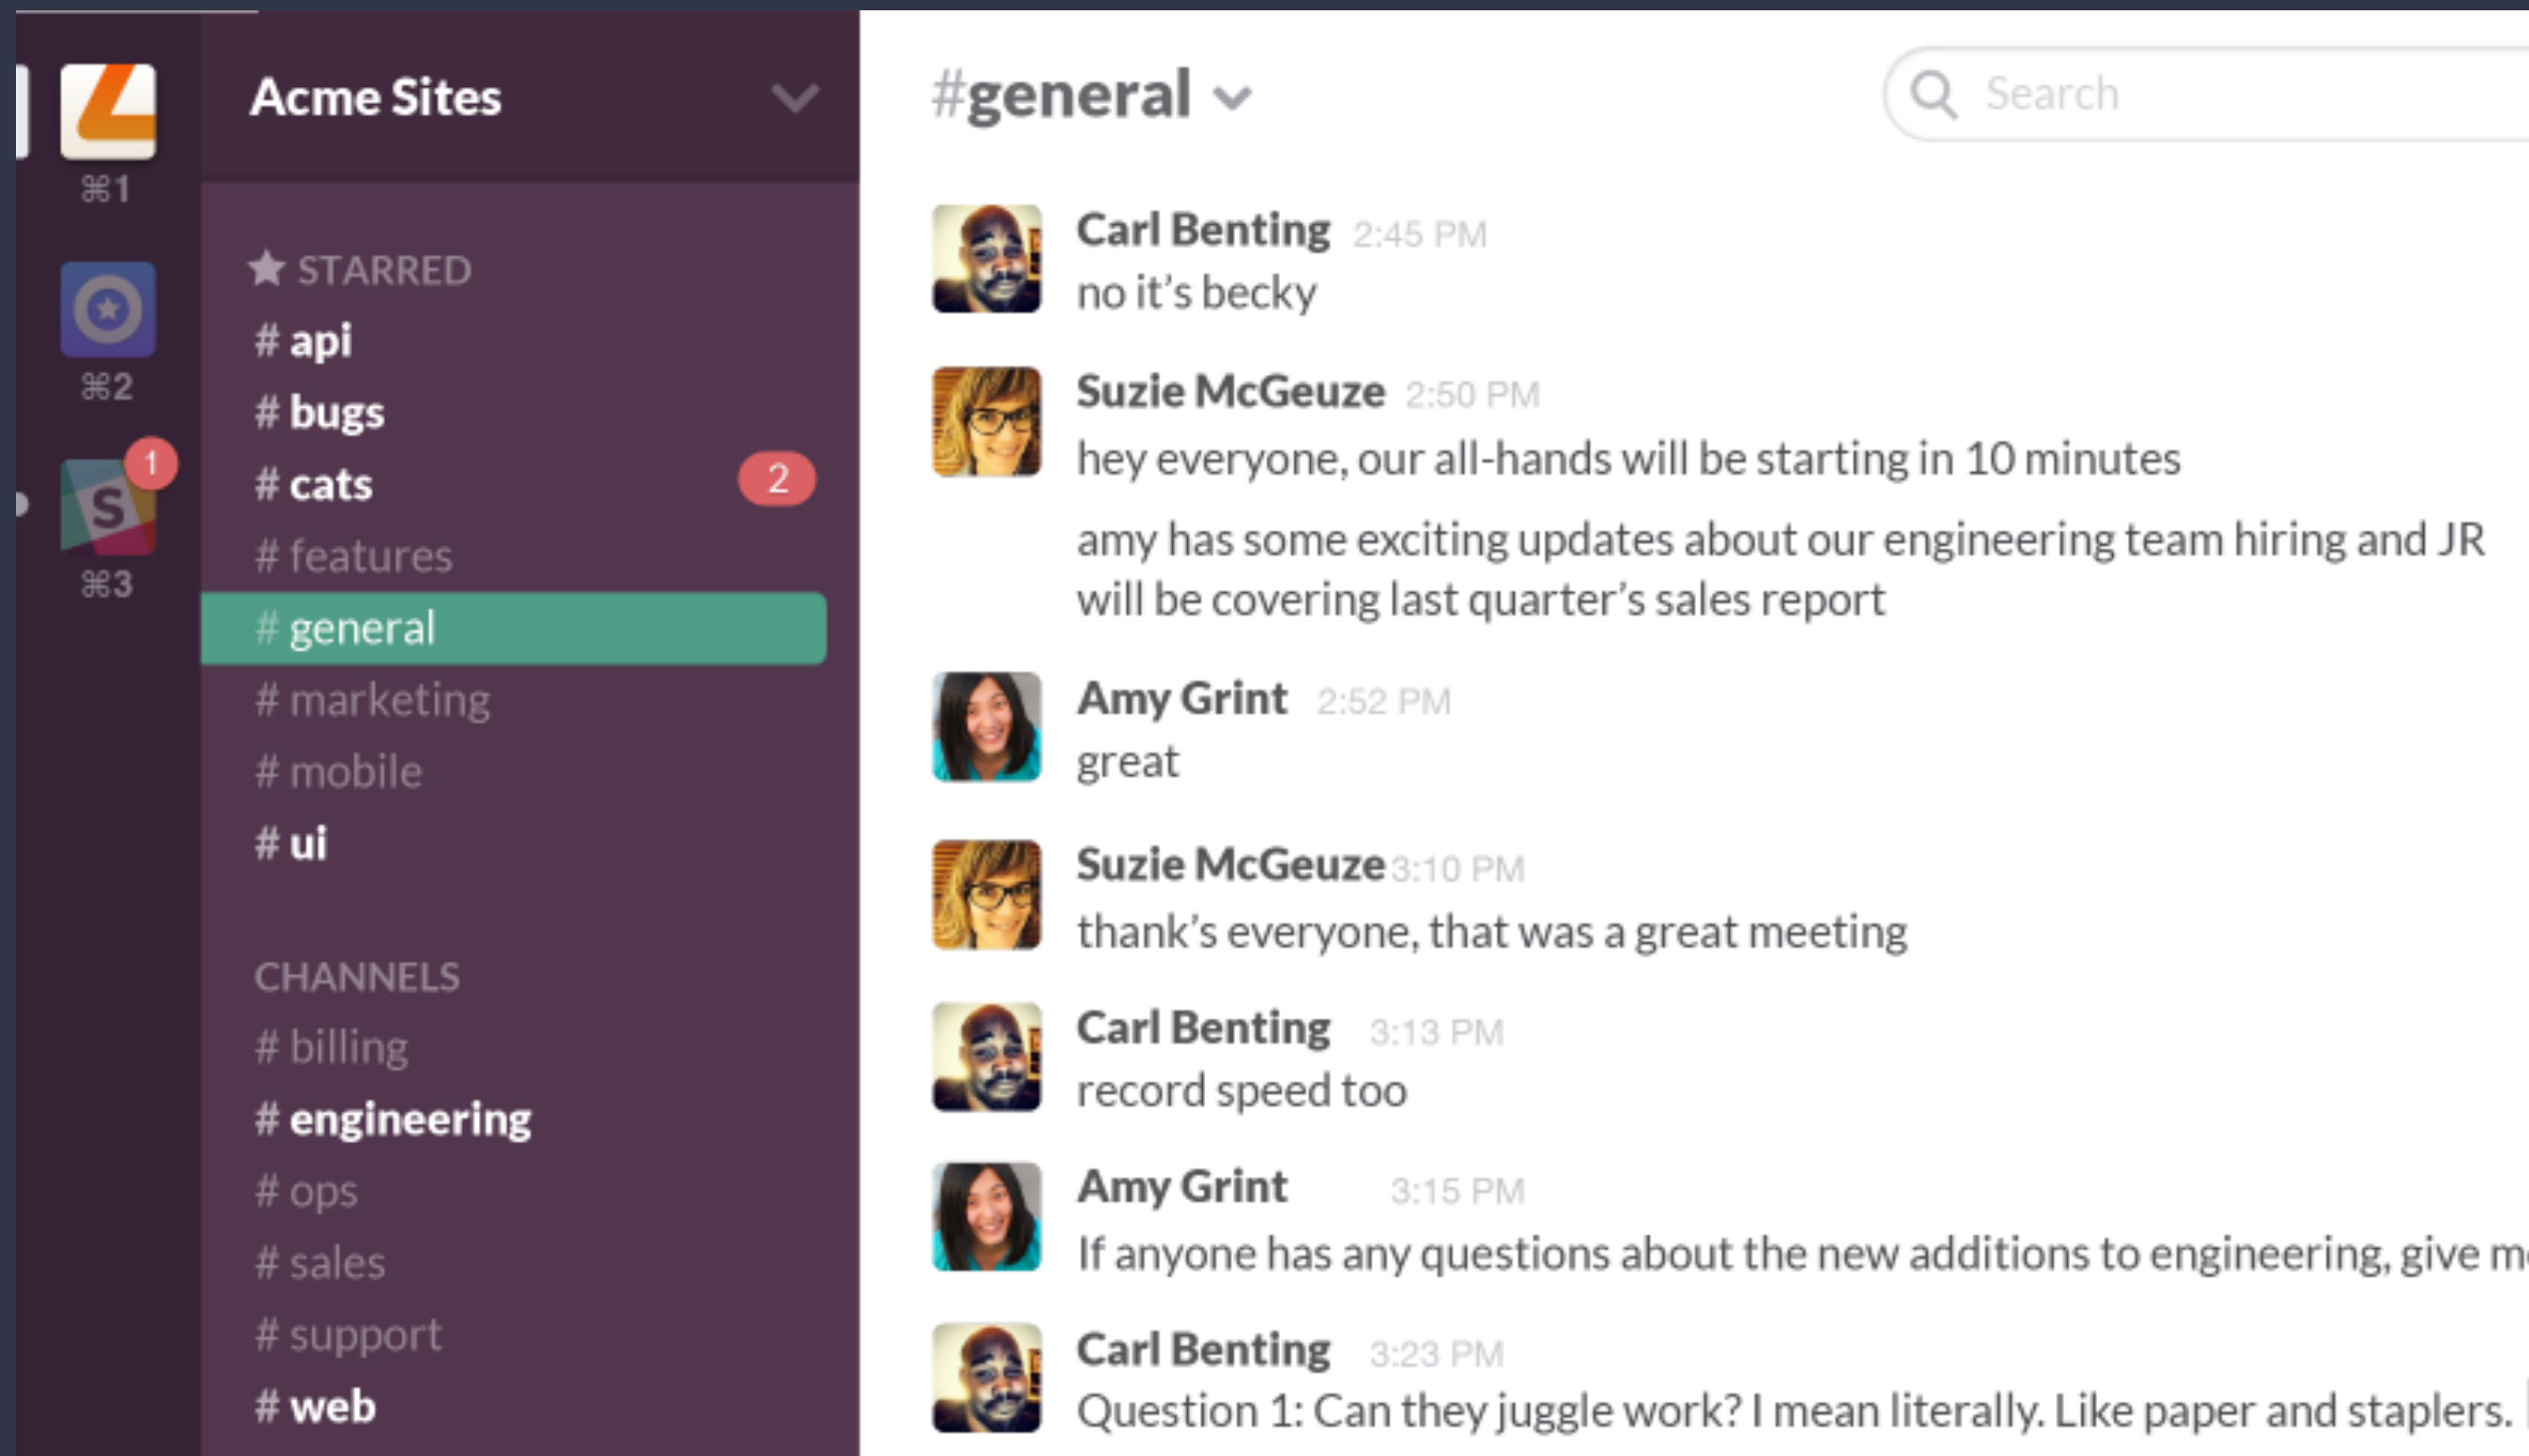 ⌘1
⌘2
S
1
⌘3
Acme Sites
STARRED
# api
# bugs
# cats 2
# features
# general
# marketing
# mobile
# ui
CHANNELS
# billing
# engineering
# ops
# sales
# support
# web
#general
Search
Carl Benting 2:45 PM
no it’s becky
Suzie McGeuze 2:50 PM
hey everyone, our all-hands will be starting in 10 minutes
amy has some exciting updates about our engineering team hiring and JR
will be covering last quarter’s sales report
Amy Grint 2:52 PM
great
Suzie McGeuze 3:10 PM
thank’s everyone, that was a great meeting
Carl Benting 3:13 PM
record speed too
Amy Grint 3:15 PM
If anyone has any questions about the new additions to engineering, give
Carl Benting 3:23 PM
Question 1: Can they juggle work? I mean literally. Like paper and staplers.